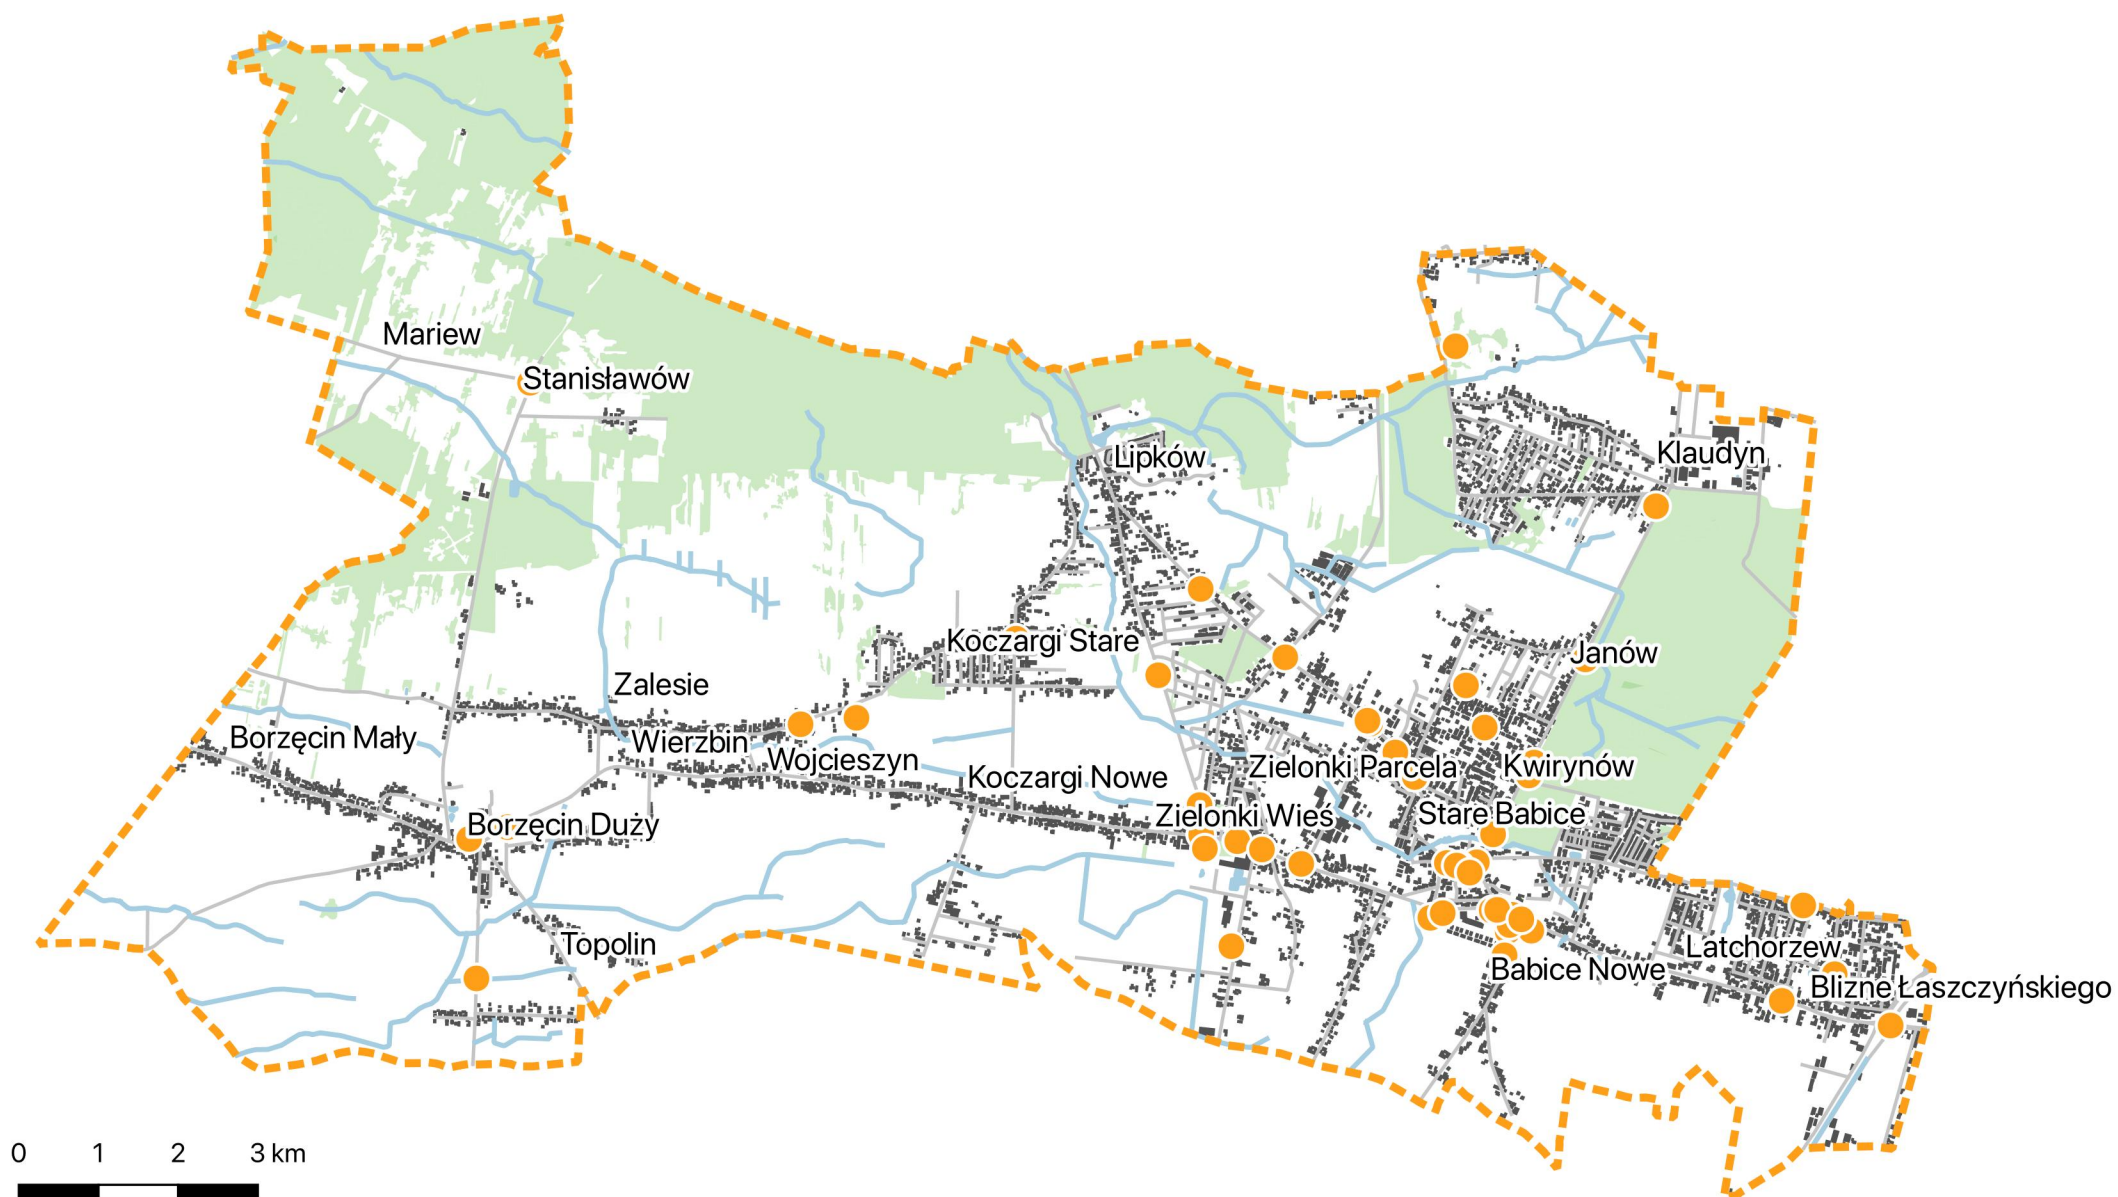 Mariew
Stanisławów
Lipków
Klaudyn
Koczargi Stare
Janów
Zalesie
Borzęcin Mały
Wierzbin
Wojcieszyn
Koczargi Nowe
Zielonki Parcela
Kwirynów
Zielonki Wieś
Stare Babice
Borzęcin Duży
Topolin
Latchorzew
Babice Nowe
Blizne Łaszczyńskiego
0 1 2 3 km